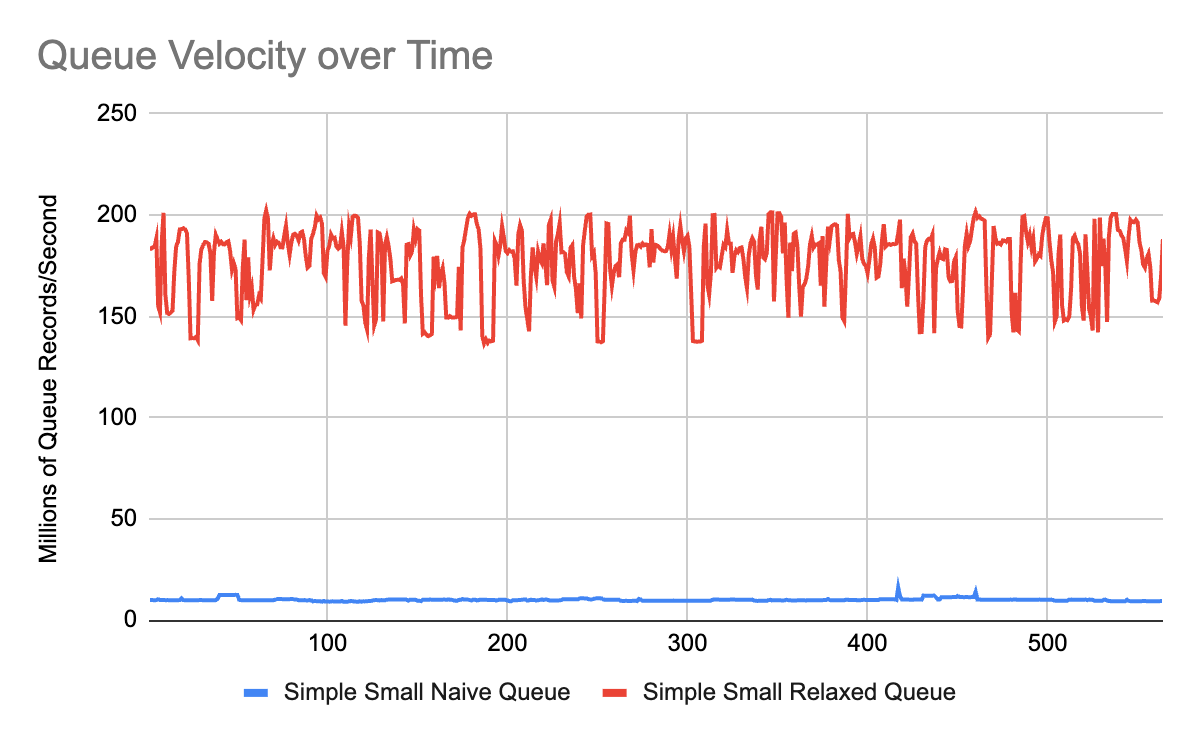 Queue Velocity over Time
250
200
150
100
50
0
Millions of Queue Records/Second
100 200 300 400 500
Simple Small Naive Queue Simple Small Relaxed Queue